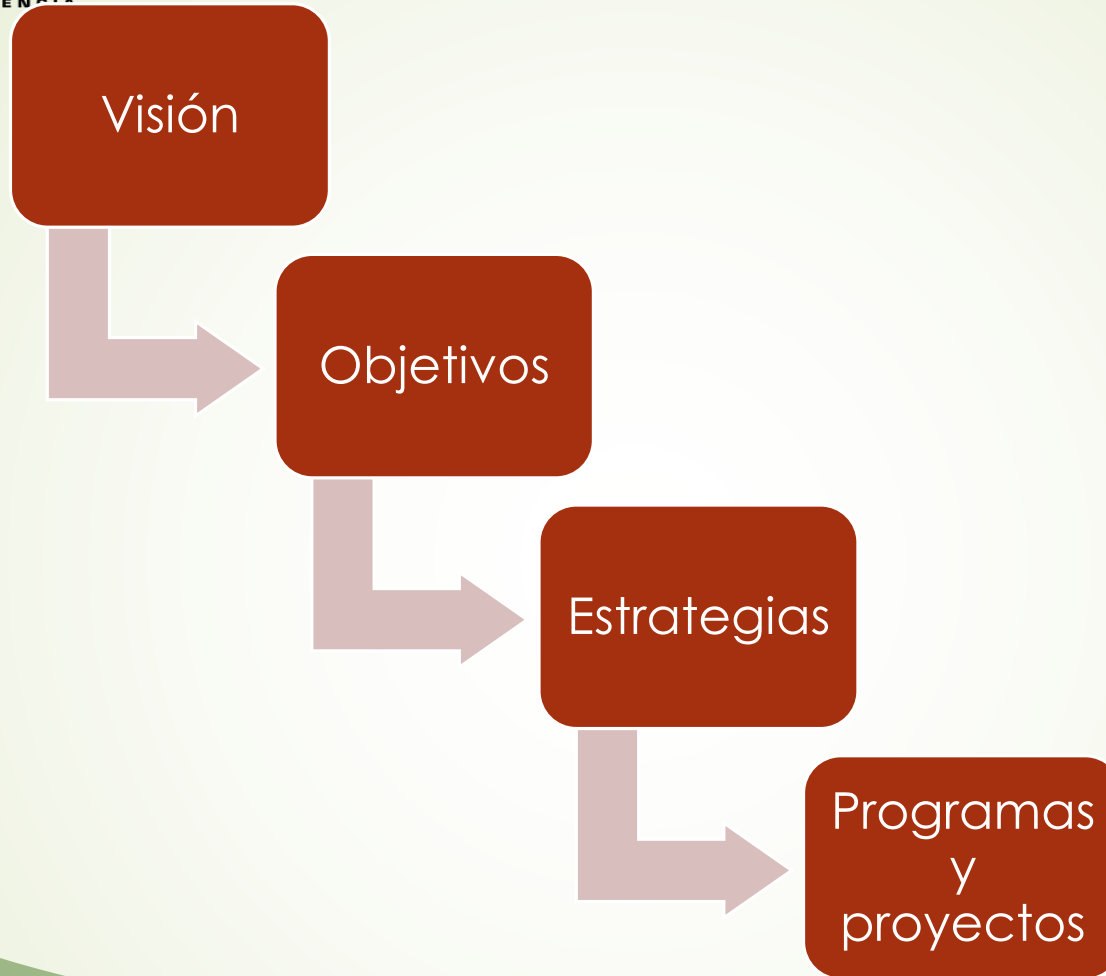 Visión
Objetivos
Estrategias
Programas
y
proyectos